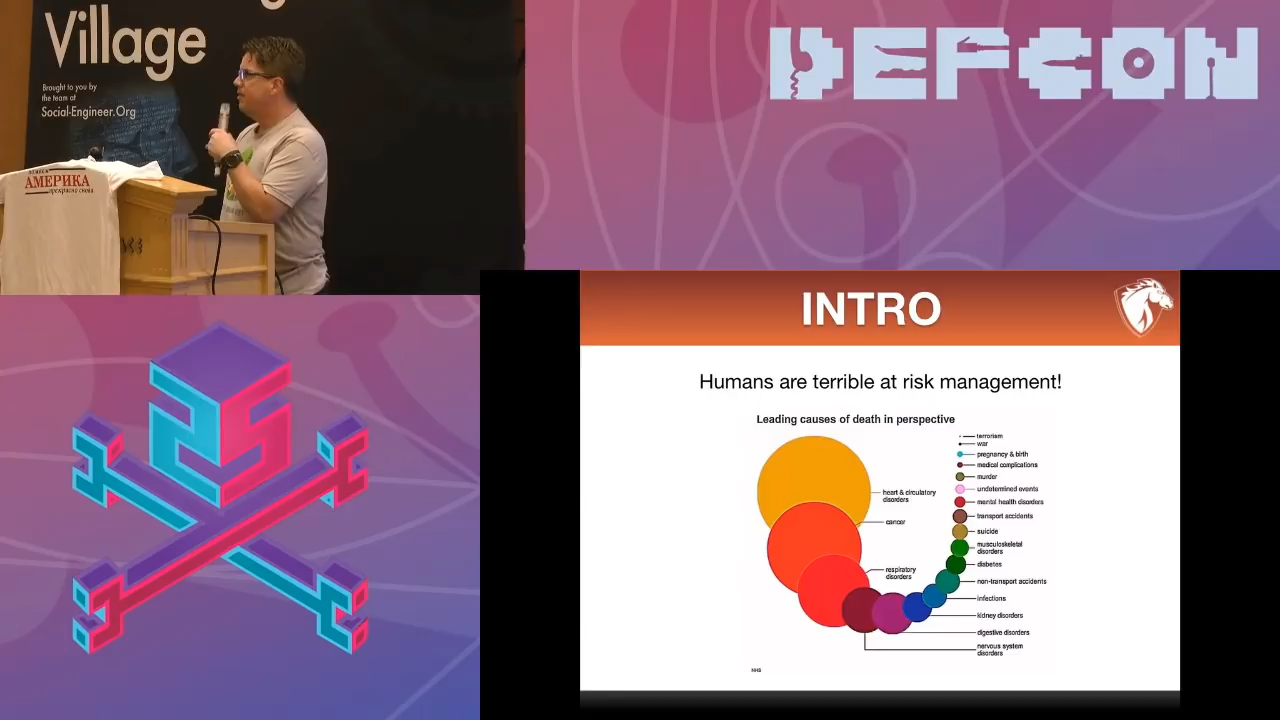 Village
Brought to you by
the team at
Social-Engineer.Org
АМЕРИКА
прекрасно снова
DEFCON
INTRO
Humans are terrible at risk management!
Leading causes of death in perspective
terrorism
war
pregnancy & birth
medical complications
murder
undetermined events
mental health disorders
transport accidents
suicide
musculoskeletal
disorders
diabetes
non-transport accidents
infections
kidney disorders
digestive disorders
nervous system
disorders
heart & circulatory
disorders
cancer
respiratory
disorders
NHS